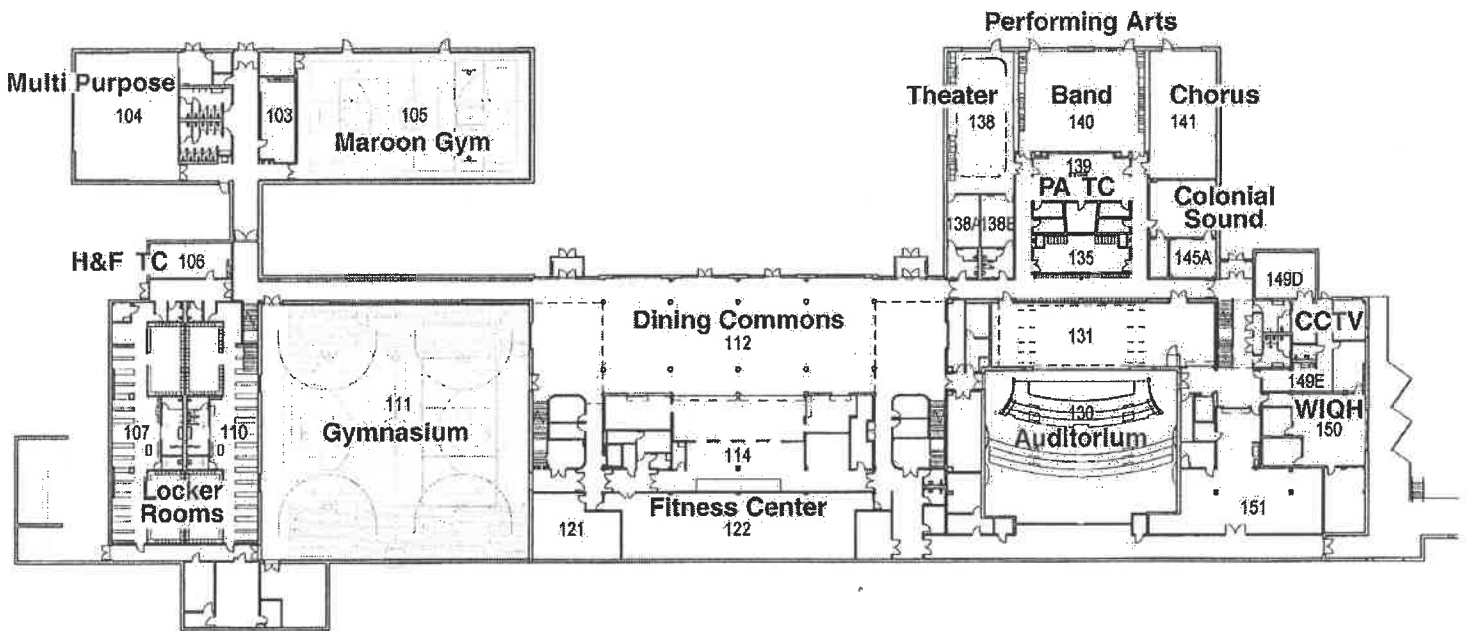 Performing Arts
Multi Purpose
104
103
105
Maroon Gym
Theater
138
Band
140
Chorus
141
139
PA TC
Colonial
Sound
138A
138B
135
145A
H&F TC
106
149D
Dining Commons
112
131
CCTV
149E
111
Gymnasium
107
110
130
Auditorium
WIQH
150
114
Locker
Rooms
Fitness Center
121
122
151